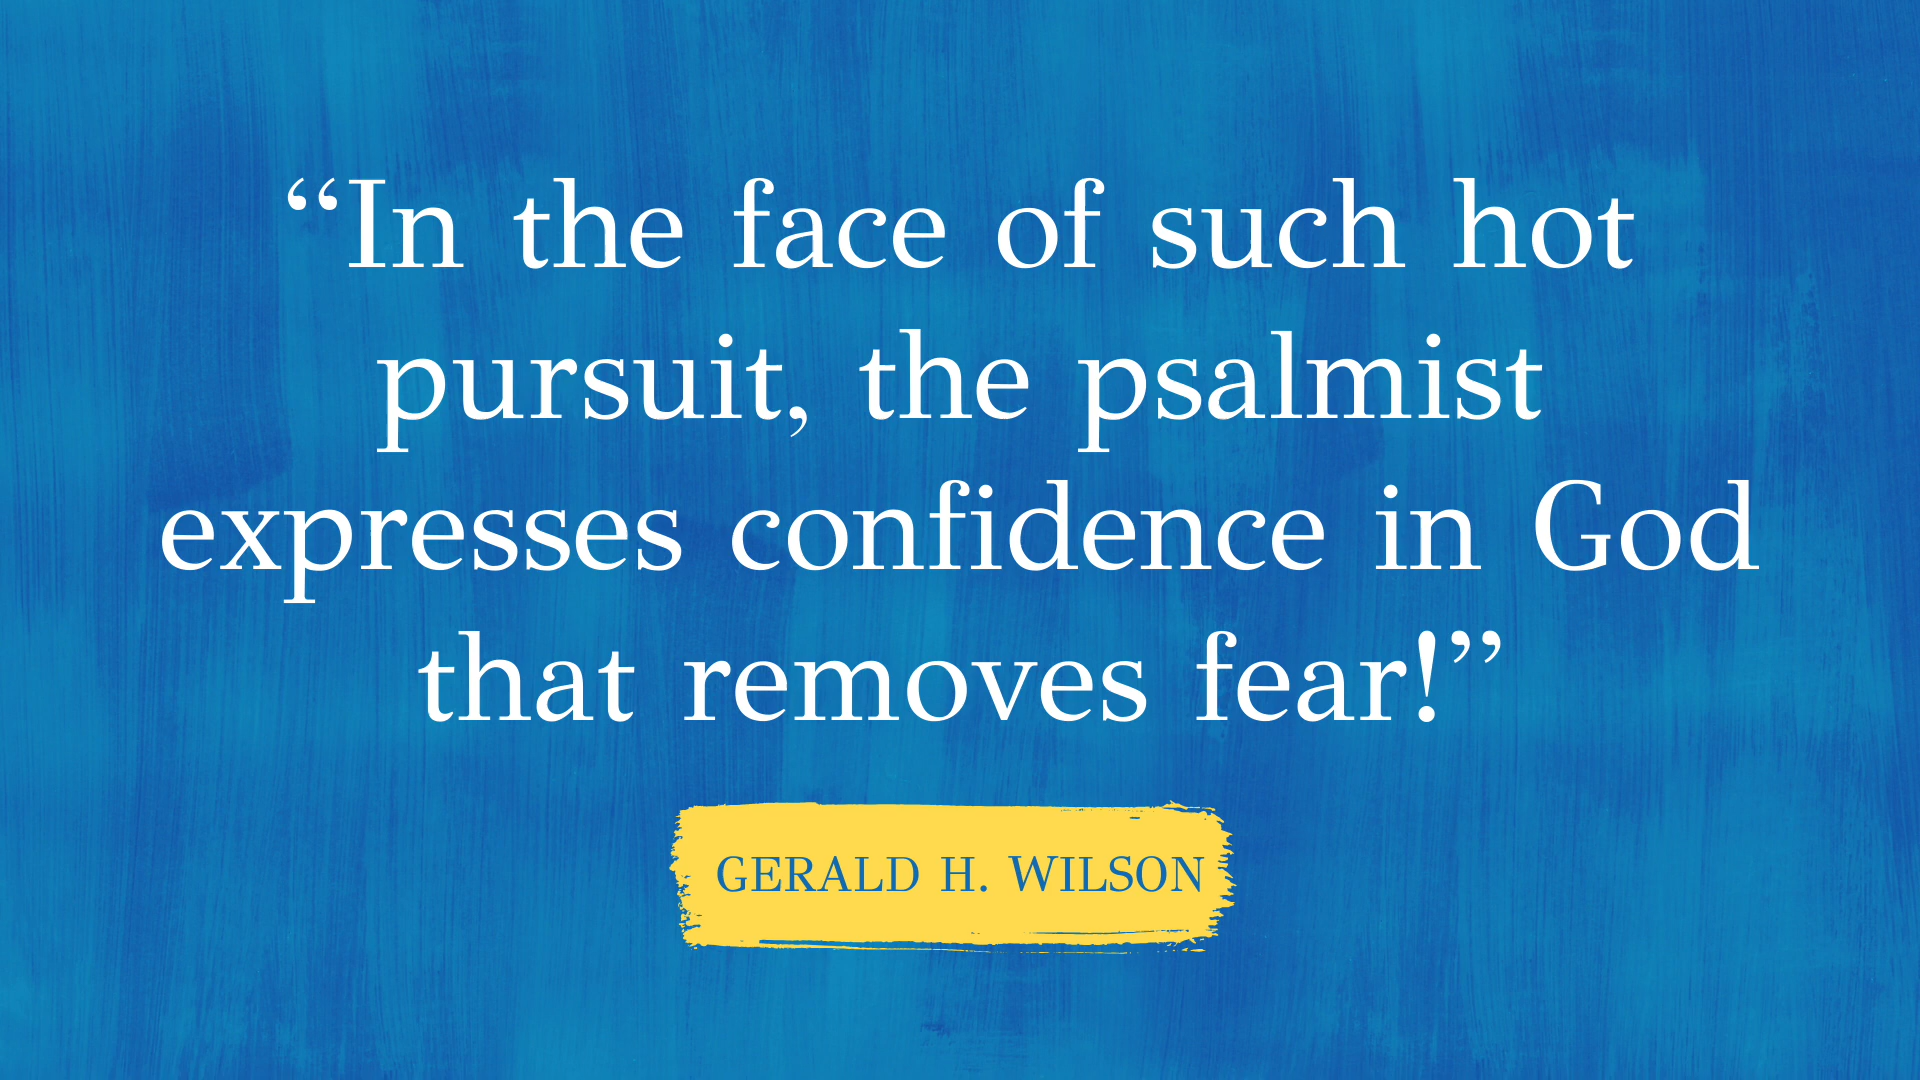 “In the face of such hot
pursuit, the psalmist
expresses confidence in God
that removes fear!”
GERALD H. WILSON